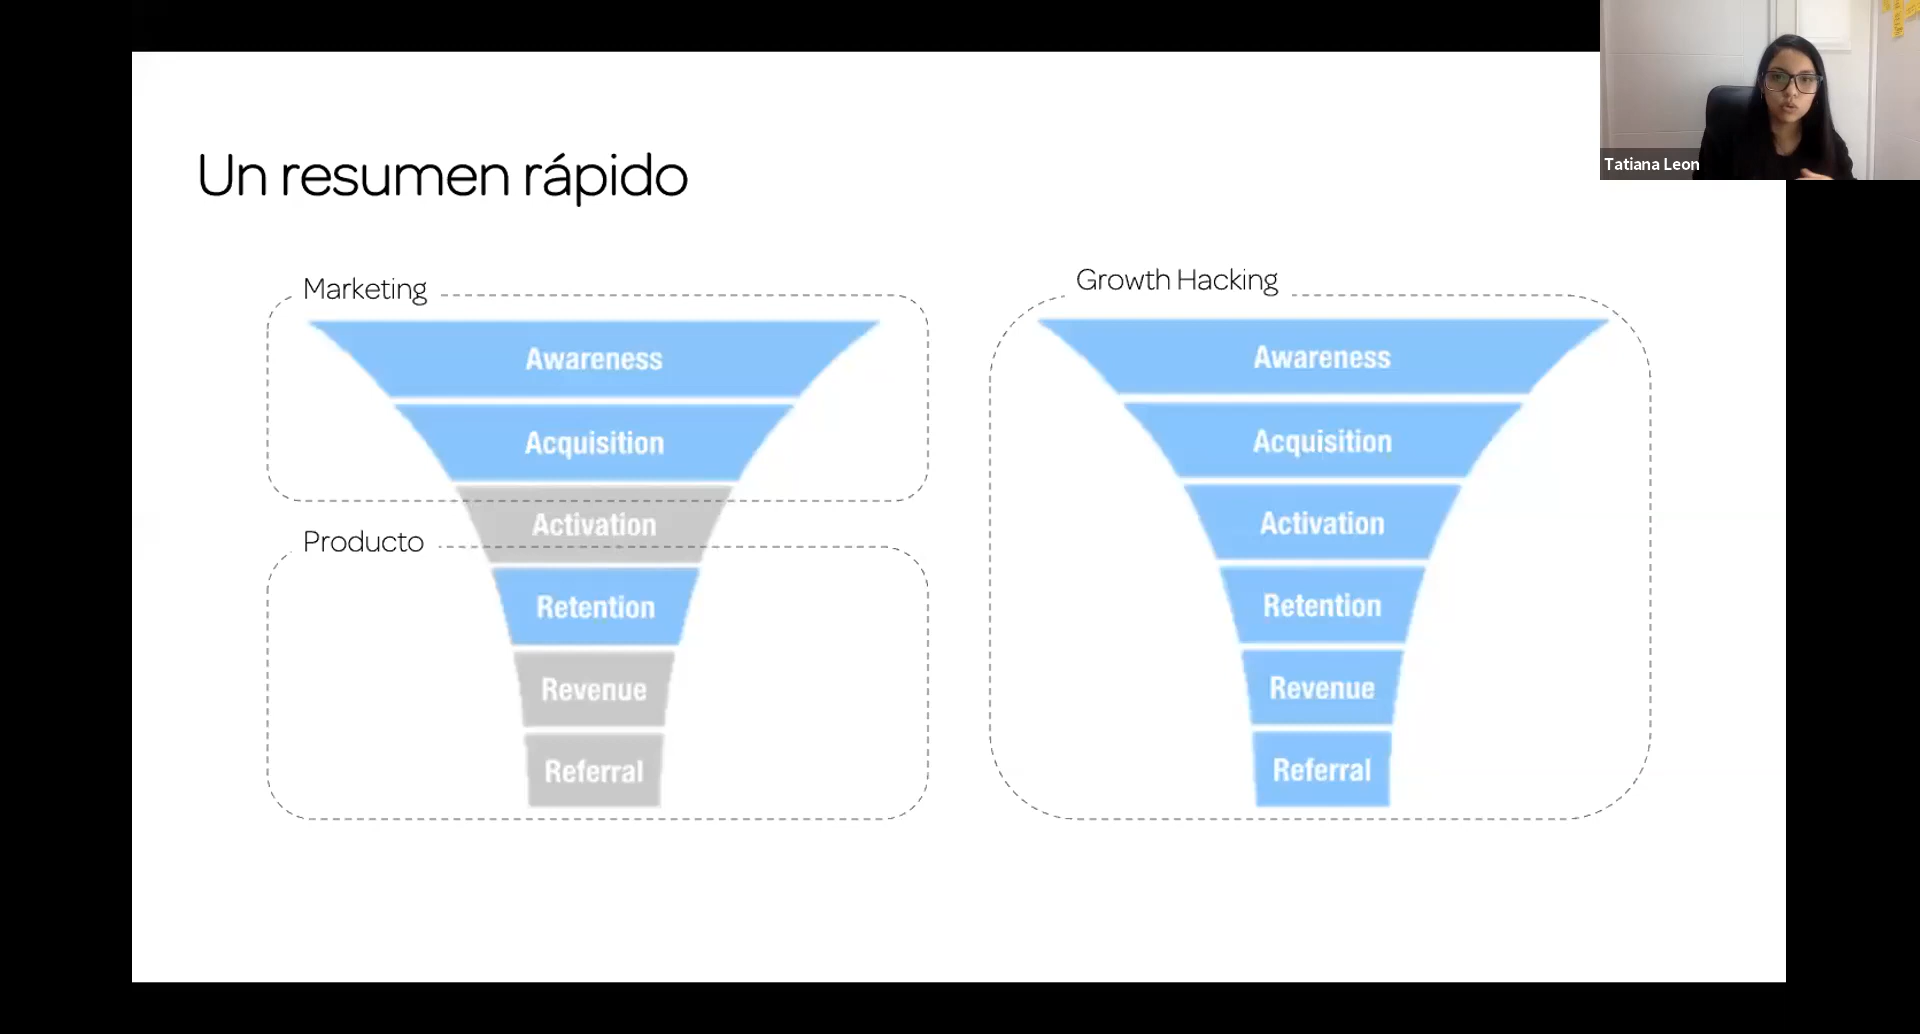 Un resumen rápido
Tatiana Leon
Marketing
Awareness
Acquisition
Activation
Producto
Retention
Revenue
Referral
Growth Hacking
Awareness
Acquisition
Activation
Retention
Revenue
Referral